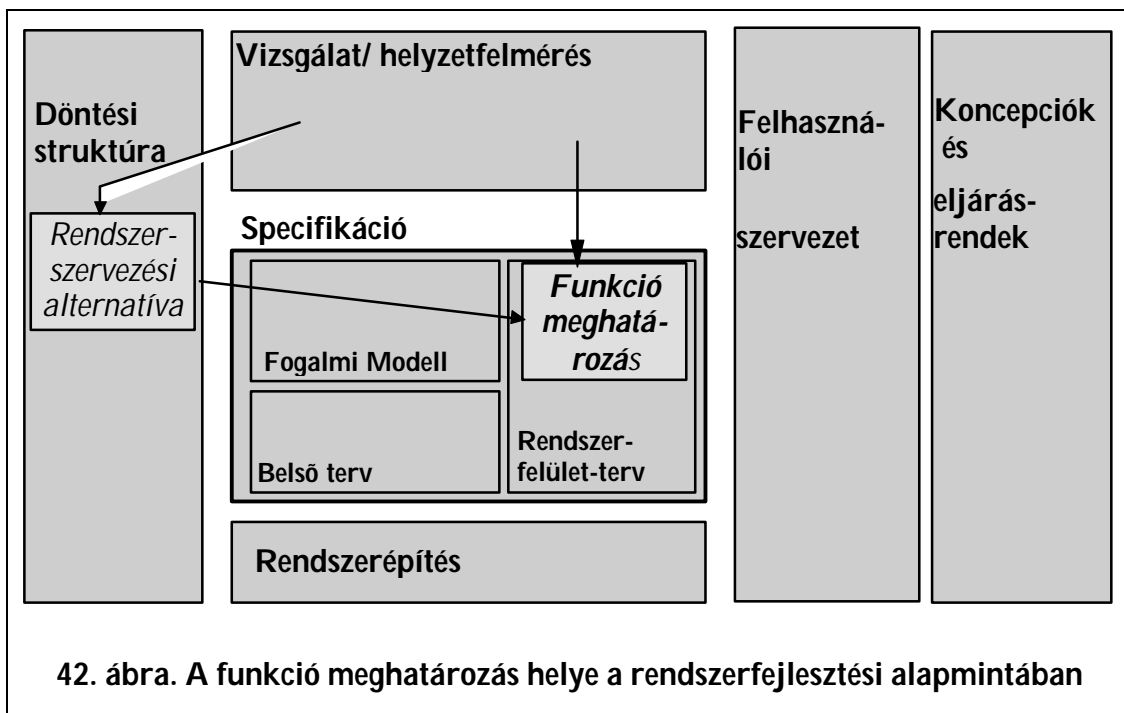 Döntési
struktúra
Rendszer-
szervezési
alternatíva
Vizsgálat/ helyzetfelmérés
Specifikáció
Fogalmi Modell
Funkció
meghatá-
rozás
Belső terv
Rendszer-
felület-terv
Rendszerépítés
Felhaszná-
lói
szervezet
Koncepciók
és
eljárás-
rendek
42. ábra. A funkció meghatározás helye a rendszerfejlesztési alapmintában